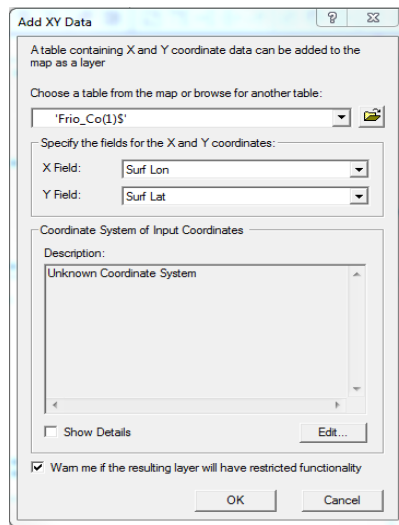 Add XY Data
A table containing X and Y coordinate data can be added to the
map as a layer
Choose a table from the map or browse for another table:
'Frio_Co(1)$'
Specify the fields for the X and Y coordinates:
X Field: Surf Lon
Y Field: Surf Lat
Coordinate System of Input Coordinates
Description:
Unknown Coordinate System
Show Details Edit...
Warn me if the resulting layer will have restricted functionality
OK Cancel